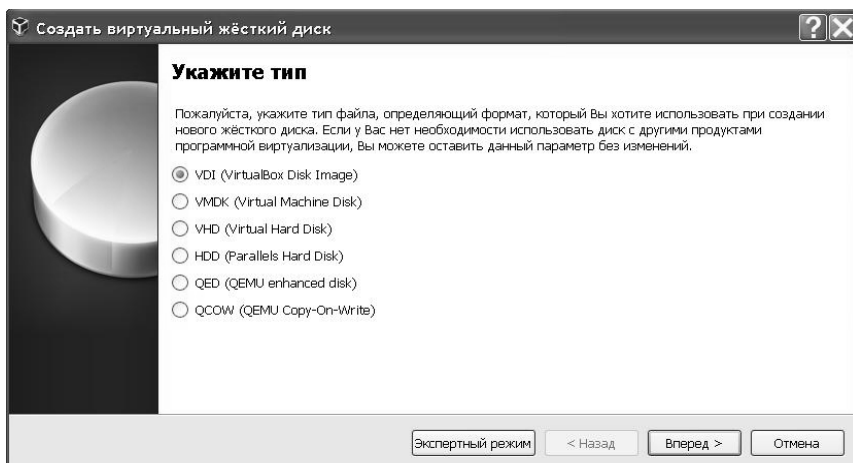 Создать виртуальный жёсткий диск
Укажите тип
Пожалуйста, укажите тип файла, определяющий формат, который Вы хотите использовать при создании
нового жёсткого диска. Если у Вас нет необходимости использовать диск с другими продуктами
программной виртуализации, Вы можете оставить данный параметр без изменений.
VDI (VirtualBox Disk Image)
VMDK (Virtual Machine Disk)
VHD (Virtual Hard Disk)
HDD (Parallels Hard Disk)
QED (QEMU enhanced disk)
QCOW (QEMU Copy-On-Write)
Экспертный режим < Назад Вперед > Отмена